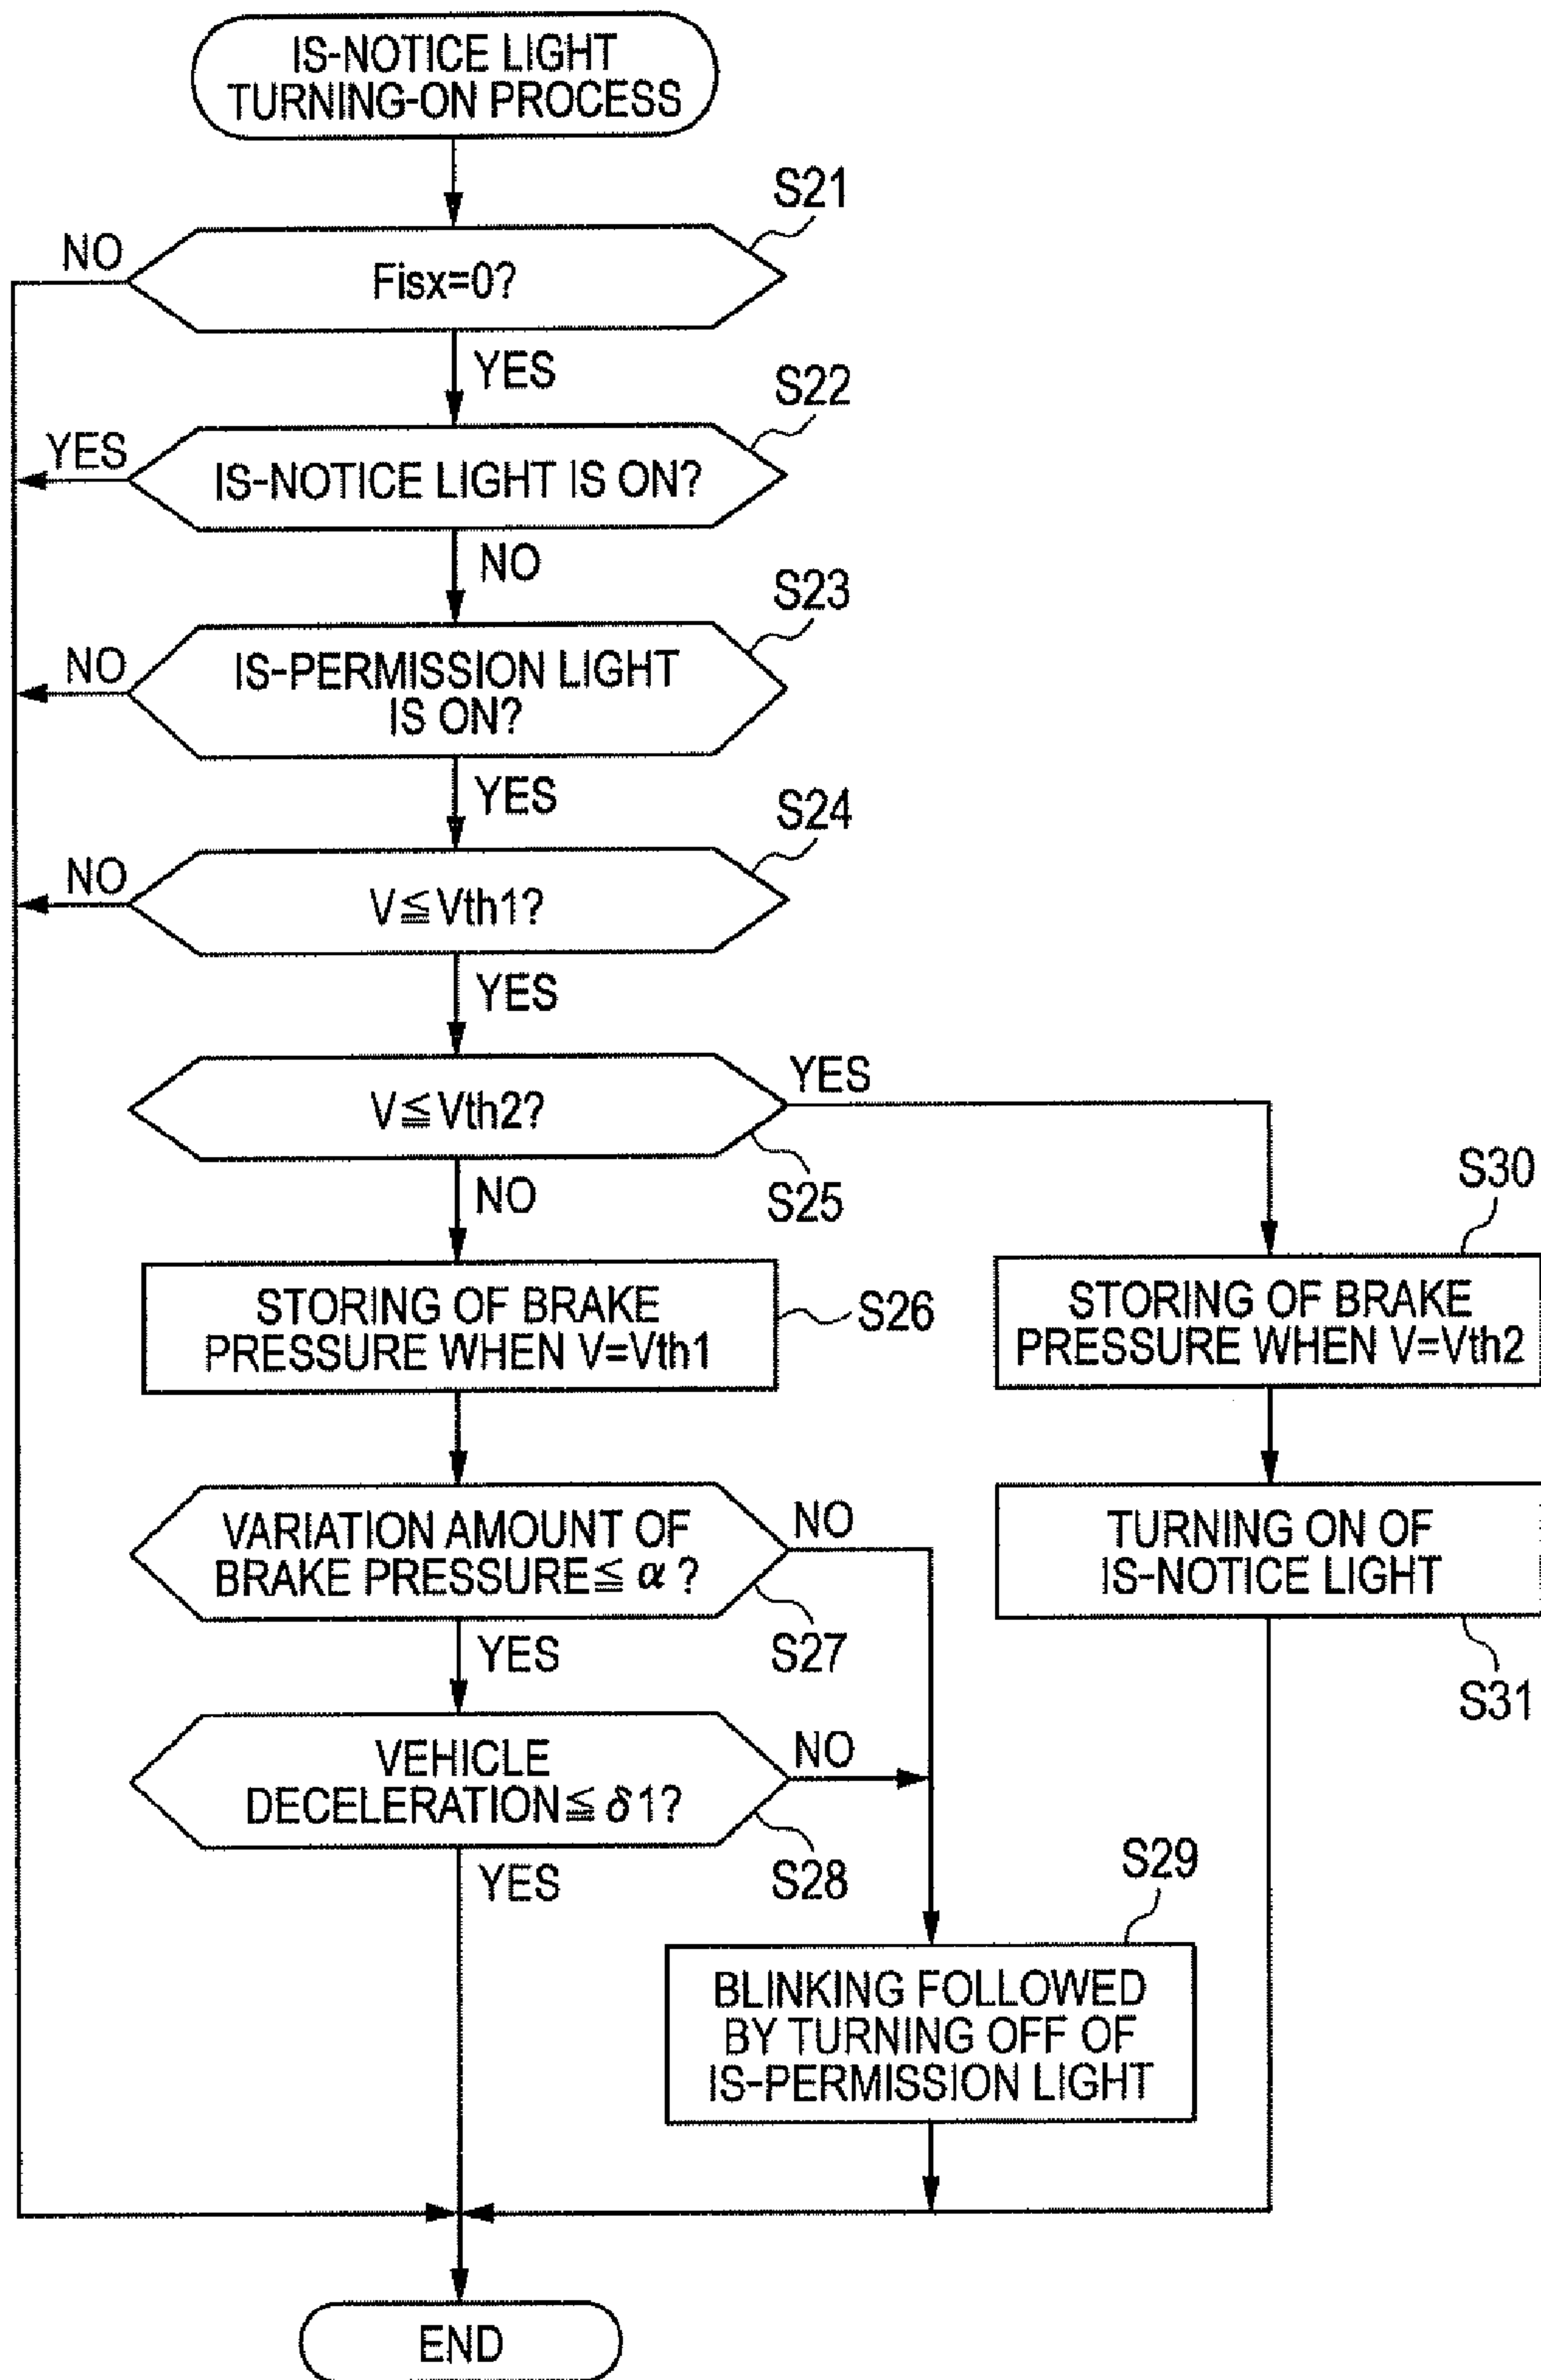 IS-NOTICE LIGHT
TURNING-ON PROCESS
S21
NO
Fisx=0?
YES
S22
YES
IS-NOTICE LIGHT IS ON?
NO
S23
NO
IS-PERMISSION LIGHT
IS ON?
YES
S24
NO
V≦Vth1?
YES
YES
V≦Vth2?
S25
NO
S30
STORING OF BRAKE
PRESSURE WHEN V=Vth1
S26
STORING OF BRAKE
PRESSURE WHEN V=Vth2
VARIATION AMOUNT OF
BRAKE PRESSURE≦ α ?
NO
S27
YES
TURNING ON OF
IS-NOTICE LIGHT
S31
VEHICLE
DECELERATION≦ δ1?
NO
S28
YES
S29
BLINKING FOLLOWED
BY TURNING OFF OF
IS-PERMISSION LIGHT
END